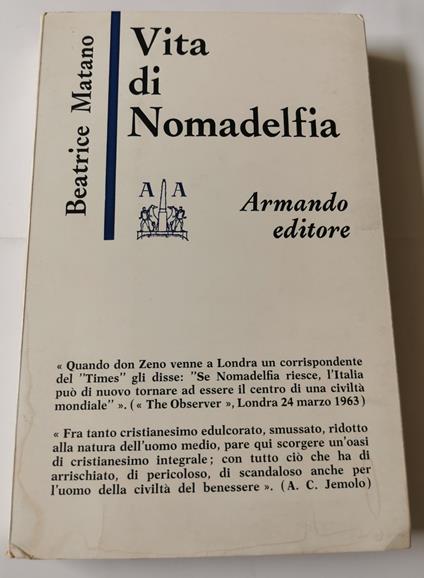 Beatrice Matano
Vita
di
Nomadelfia
A A
Armando
editore
« Quando don Zeno venne a Londra un corrispondente
del "Times" gli disse: "Se Nomadelfia riesce, l'Italia
può di nuovo tornare ad essere il centro di una civiltà
mondiale" ». (« The Observer », Londra 24 marzo 1963)
« Fra tanto cristianesimo edulcorato, smussato, ridotto
alla natura dell'uomo medio, pare qui scorgere un'oasi
di cristianesimo integrale; con tutto ciò che ha di
arrischiato, di pericoloso, di scandaloso anche per
l'uomo della civiltà del benessere ». (A. C. Jemolo)